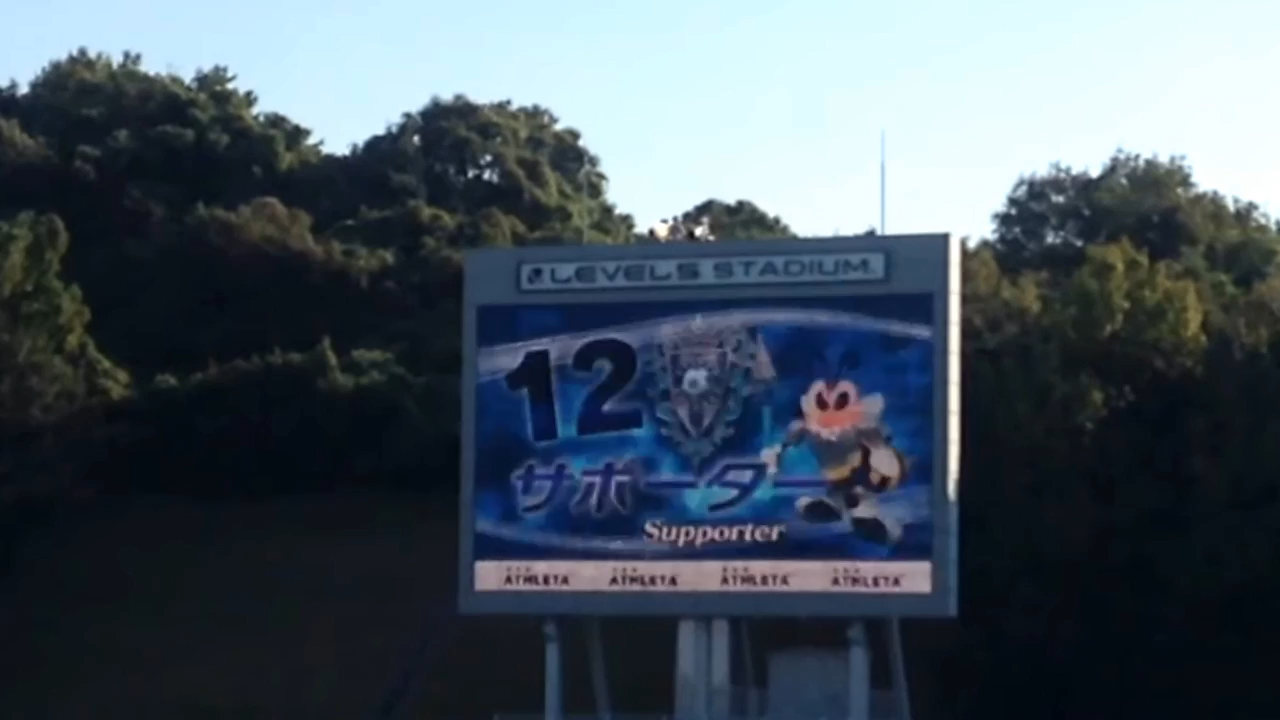 LEVEL5 STADIUM
12
サポーター
Supporter
ATHLETA ATHLETA ATHLETA ATHLETA